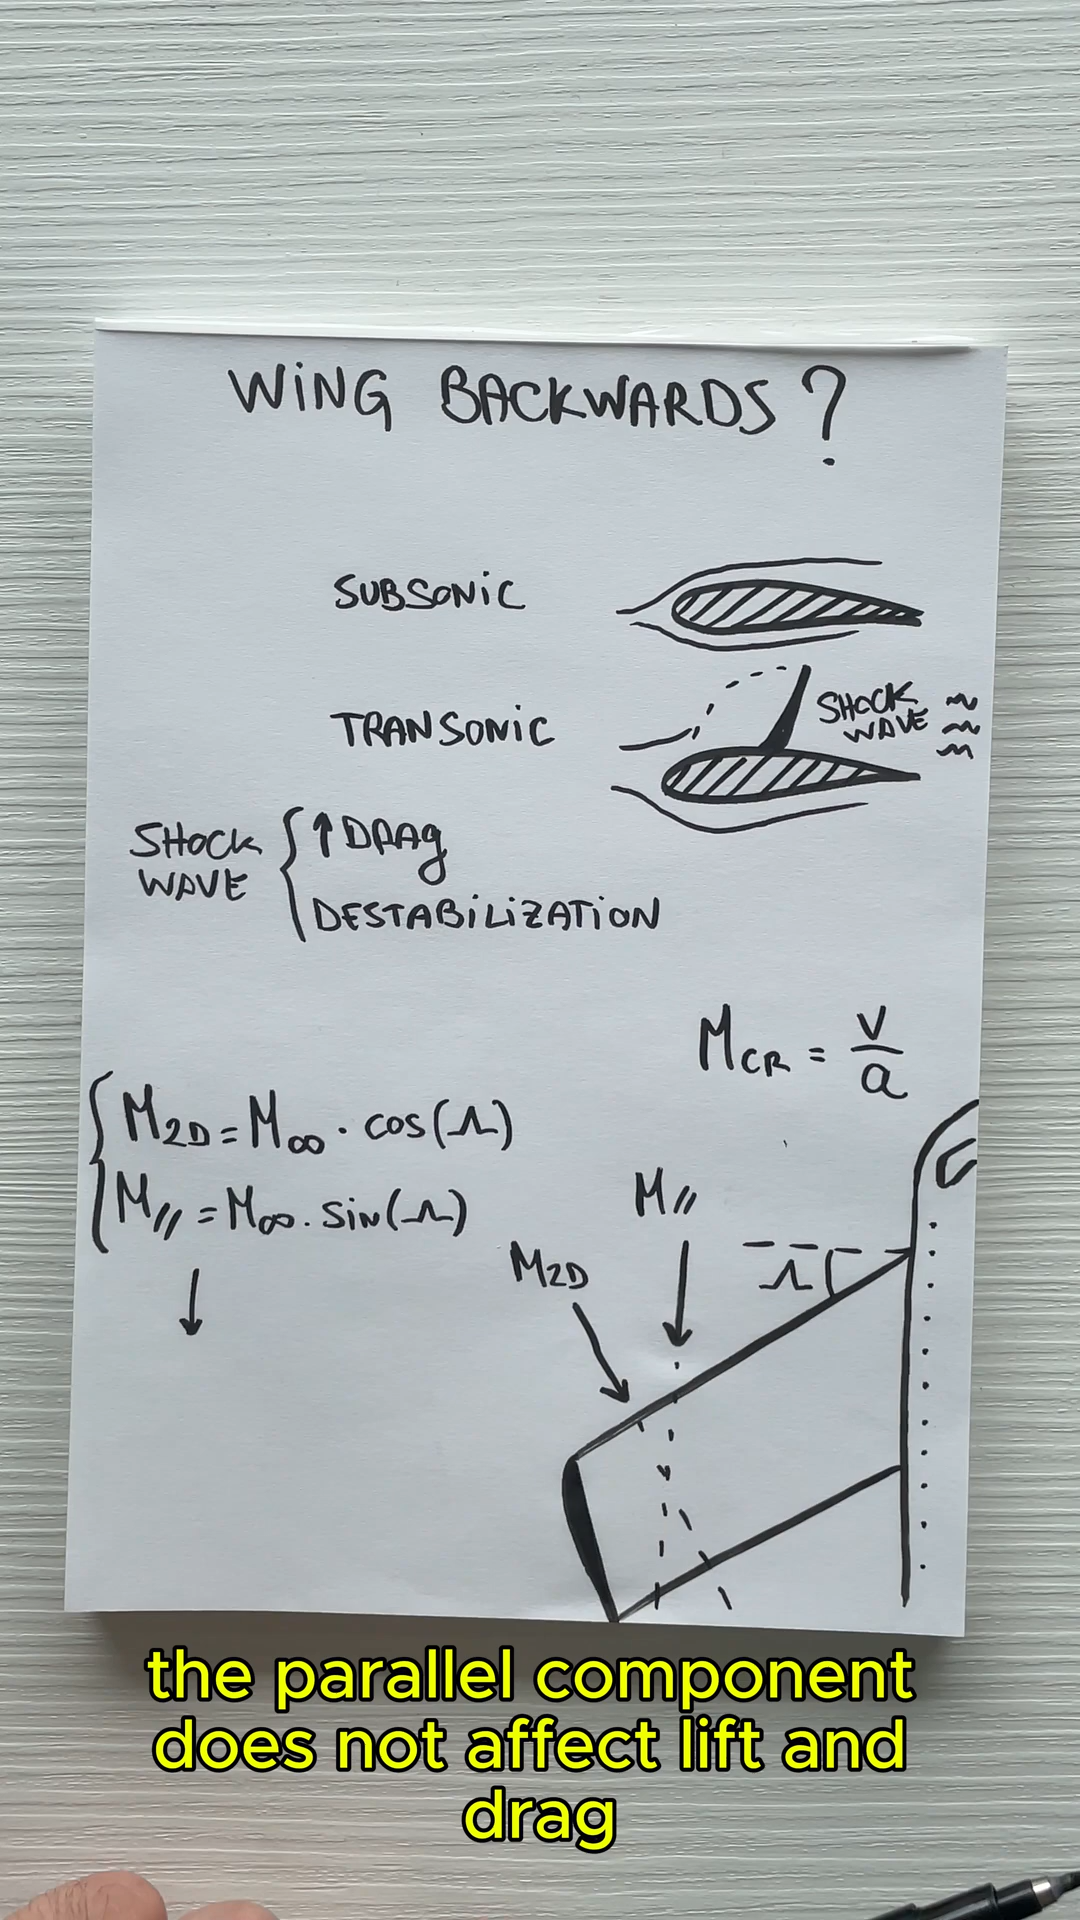 WiNG BACKWARDS ?
SUBSONiC
TRANSONiC
SHOCK
WAVE
SHOCK
WAVE
↑ DRAg
DESTABiLiZATiON
M_CR = V/a
M_2D = M_∞ · cos(Λ)
M_// = M_∞ . SiN(Λ)
↓
M_//
M_2D
Λ
the parallel component
does not affect lift and
drag